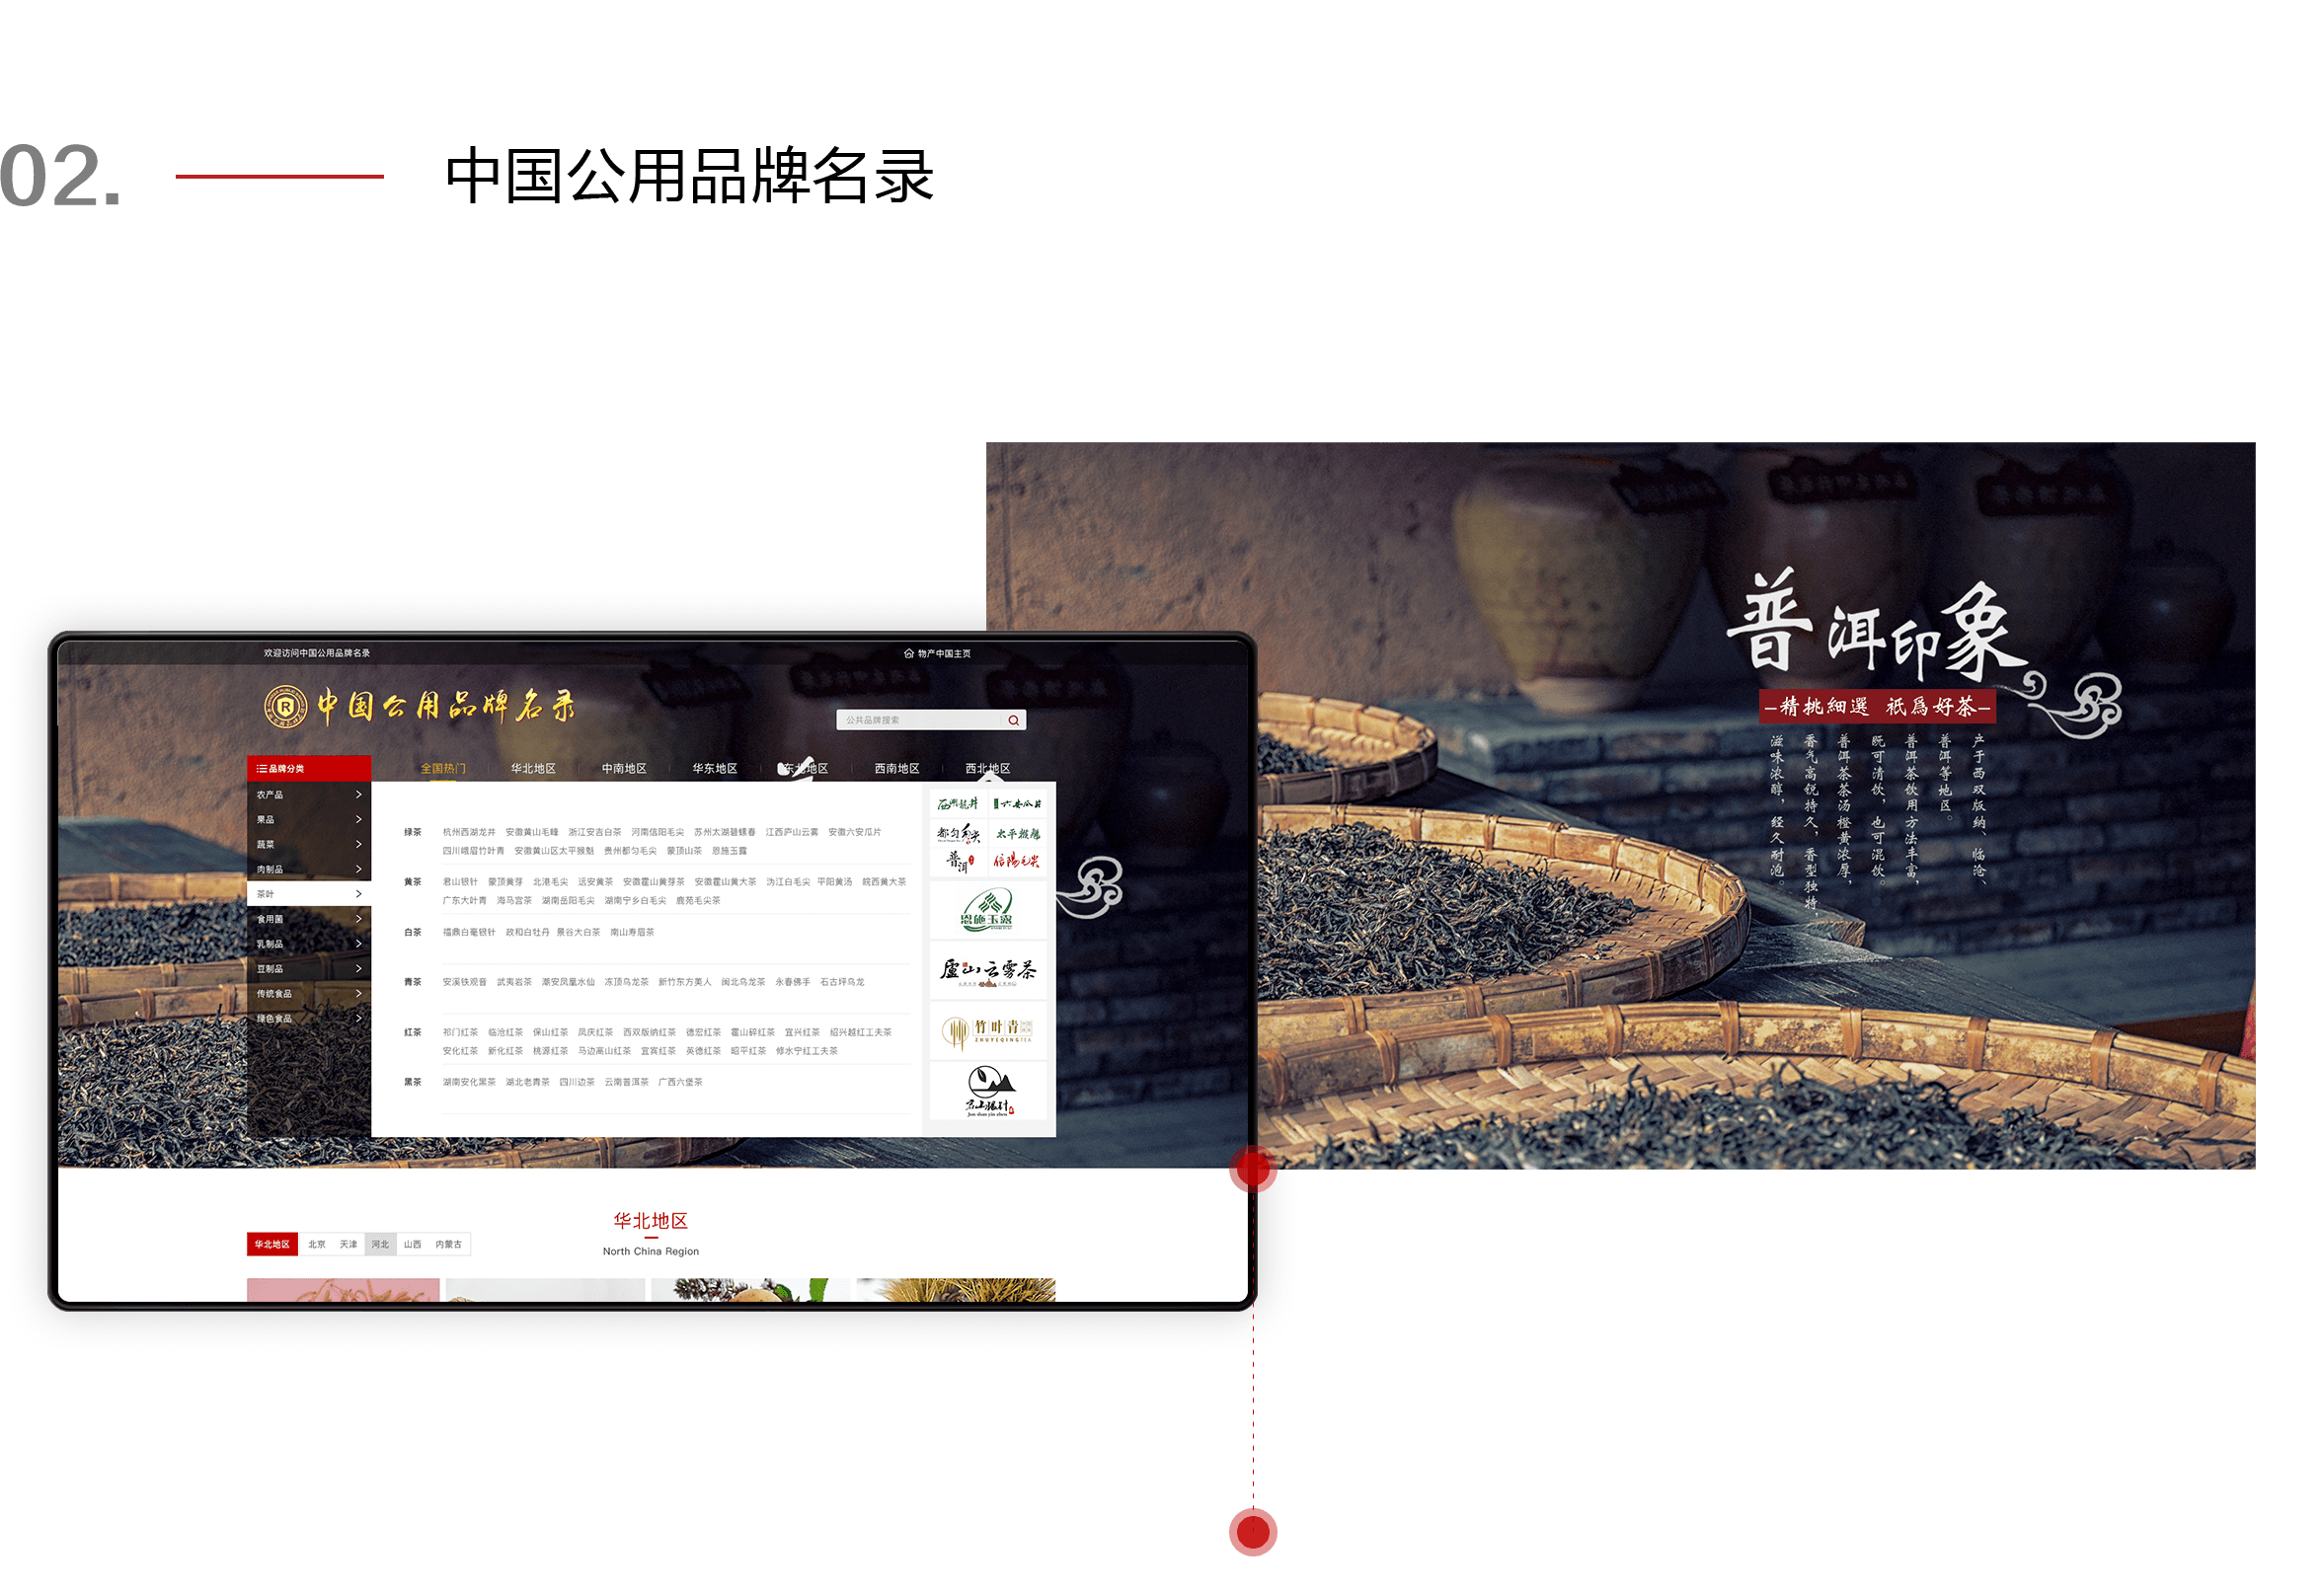 02.
中国公用品牌名录
普洱印象
—精挑細選 祇爲好茶—
产于西双版纳、临沧、
普洱等地区。
普洱茶饮用方法丰富，
既可清饮，也可混饮。
普洱茶茶汤橙黄浓厚，
香气高锐持久，香型独特，
滋味浓醇，经久耐泡。
欢迎访问中国公用品牌名录
物产中国主页
中国公用品牌名录
公共品牌搜索
品牌分类
全国热门 华北地区 中南地区 华东地区 东北地区 西南地区 西北地区
农产品
果品
蔬菜
肉制品
茶叶
食用菌
乳制品
豆制品
传统食品
绿色食品
绿茶 杭州西湖龙井 安徽黄山毛峰 浙江安吉白茶 河南信阳毛尖 苏州太湖碧螺春 江西庐山云雾 安徽六安瓜片
四川峨眉竹叶青 安徽黄山区太平猴魁 贵州都匀毛尖 蒙顶山茶 恩施玉露
黄茶 君山银针 蒙顶黄芽 北港毛尖 远安黄茶 安徽霍山黄芽茶 安徽霍山黄大茶 沩江白毛尖 平阳黄汤 皖西黄大茶
广东大叶青 海马宫茶 湖南岳阳毛尖 湖南宁乡白毛尖 鹿苑毛尖茶
白茶 福鼎白毫银针 政和白牡丹 景谷大白茶 南山寿眉茶
青茶 安溪铁观音 武夷岩茶 潮安凤凰水仙 冻顶乌龙茶 新竹东方美人 闽北乌龙茶 永春佛手 石古坪乌龙
红茶 祁门红茶 临沧红茶 保山红茶 凤庆红茶 西双版纳红茶 德宏红茶 霍山碎红茶 宜兴红茶 绍兴越红工夫茶
安化红茶 新化红茶 桃源红茶 马边高山红茶 宜宾红茶 英德红茶 昭平红茶 修水宁红工夫茶
黑茶 湖南安化黑茶 湖北老青茶 四川边茶 云南普洱茶 广西六堡茶
西湖龍井 六安瓜片
都匀毛尖 太平猴魁
普洱 信陽毛尖
恩施玉露
廬山云雾茶
竹叶青
ZHUYEQINGTEA
君山银针
Jun shan yin zhen
华北地区
North China Region
华北地区 北京 天津 河北 山西 内蒙古